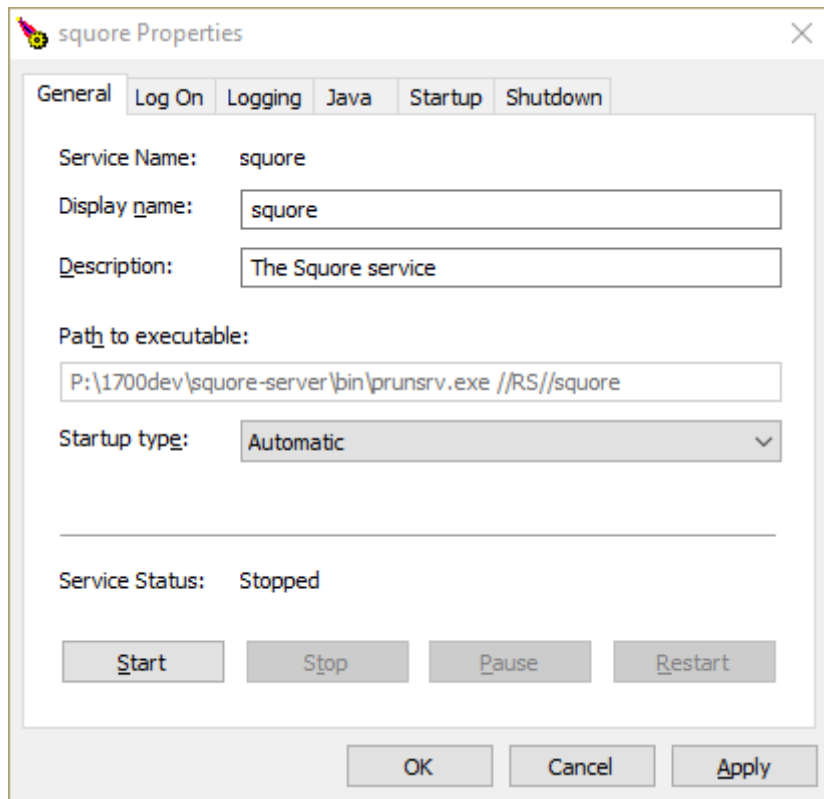 squore Properties
General Log On Logging Java Startup Shutdown
Service Name: squore
Display name: squore
Description: The Squore service
Path to executable:
P:\1700dev\squore-server\bin\prunsrv.exe //RS//squore
Startup type: Automatic
Service Status: Stopped
Start Stop Pause Restart
OK Cancel Apply